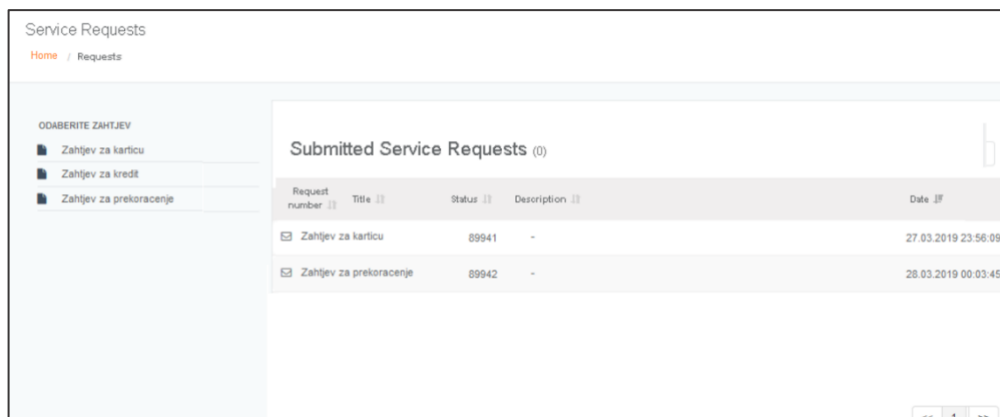 Service Requests
Home / Requests
ODABERITE ZAHTJEV
Zahtjev za karticu
Zahtjev za kredit
Zahtjev za prekoracenje
Submitted Service Requests (0)
Request number Title Status Description Date
Zahtjev za karticu 89941 - 27.03.2019 23:56:09
Zahtjev za prekoracenje 89942 - 28.03.2019 00:03:45
<< 1 >>